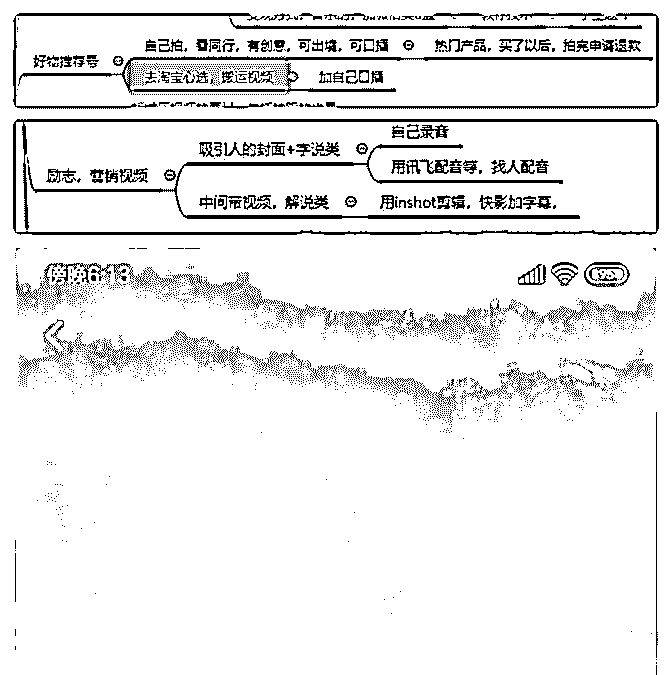 自己拍，看同行，有创意，可出境，可口播
热门产品，买了以后，拍完申请退款
好物推荐号
去淘宝心选，搬运视频
加自己口播
自己录音
吸引人的封面+字说类
用讯飞配音等，找人配音
励志，营销视频
中间带视频，解说类
用inshot剪辑，快影加字幕，
傍晚6:13